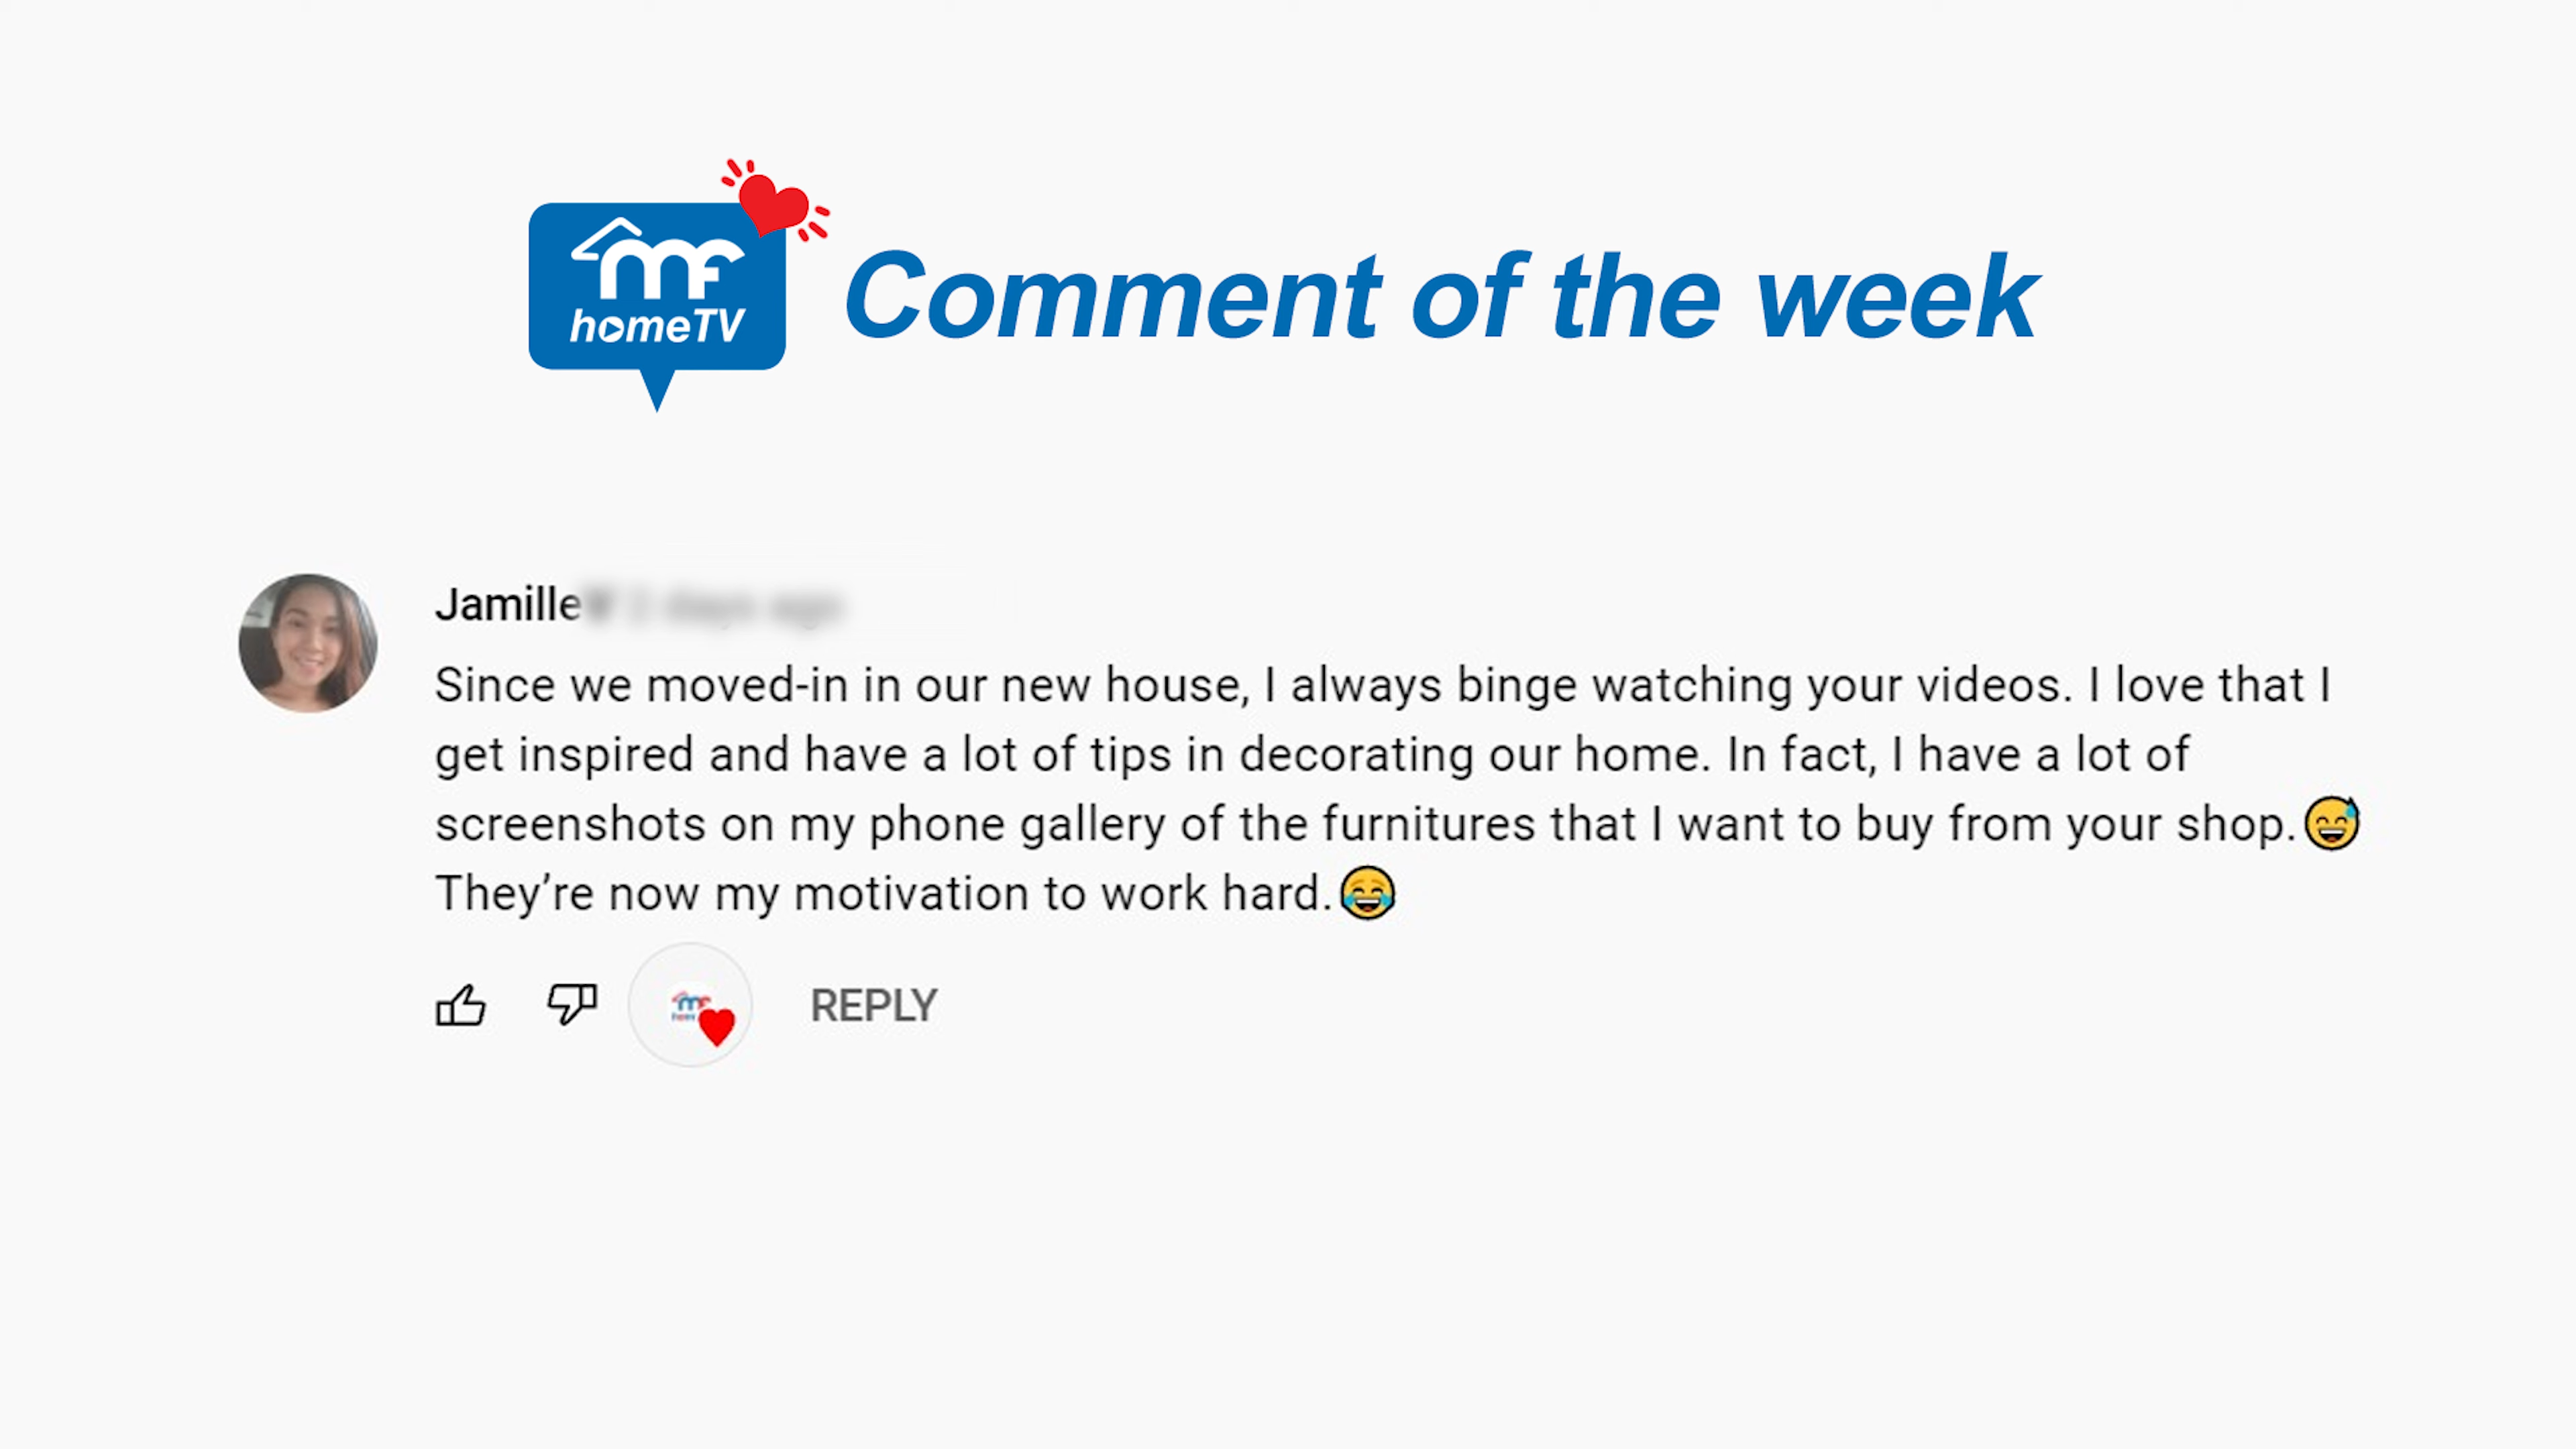 mf
homeTV
Comment of the week
Jamille
Since we moved-in in our new house, I always binge watching your videos. I love that I
get inspired and have a lot of tips in decorating our home. In fact, I have a lot of
screenshots on my phone gallery of the furnitures that I want to buy from your shop.😅
They’re now my motivation to work hard.😂
REPLY